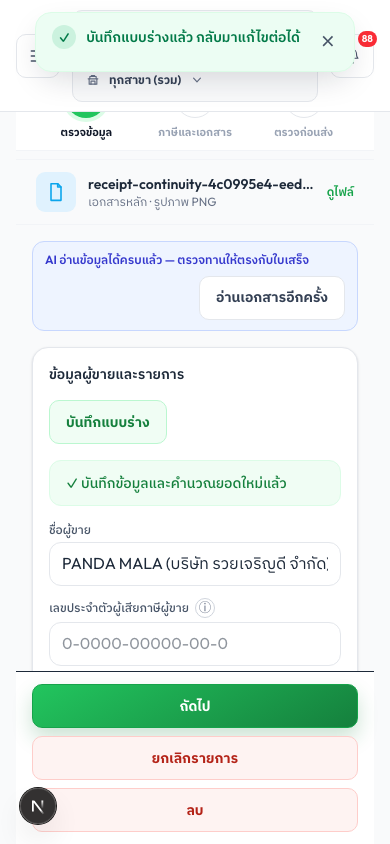 บันทึกแบบร่างแล้ว กลับมาแก้ไขต่อได้
88
ทุกสาขา (รวม)
ตรวจข้อมูล
ภาษีและเอกสาร
ตรวจก่อนส่ง
receipt-continuity-4c0995e4-eed...
เอกสารหลัก · รูปภาพ PNG
ดูไฟล์
AI อ่านข้อมูลได้ครบแล้ว — ตรวจทานให้ตรงกับใบเสร็จ
อ่านเอกสารอีกครั้ง
ข้อมูลผู้ขายและรายการ
บันทึกแบบร่าง
✓ บันทึกข้อมูลและคำนวณยอดใหม่แล้ว
ชื่อผู้ขาย
PANDA MALA (บริษัท รวยเจริญดี จำกัด)
เลขประจำตัวผู้เสียภาษีผู้ขาย ⓘ
0-0000-00000-00-0
ถัดไป
ยกเลิกรายการ
N
ลบ